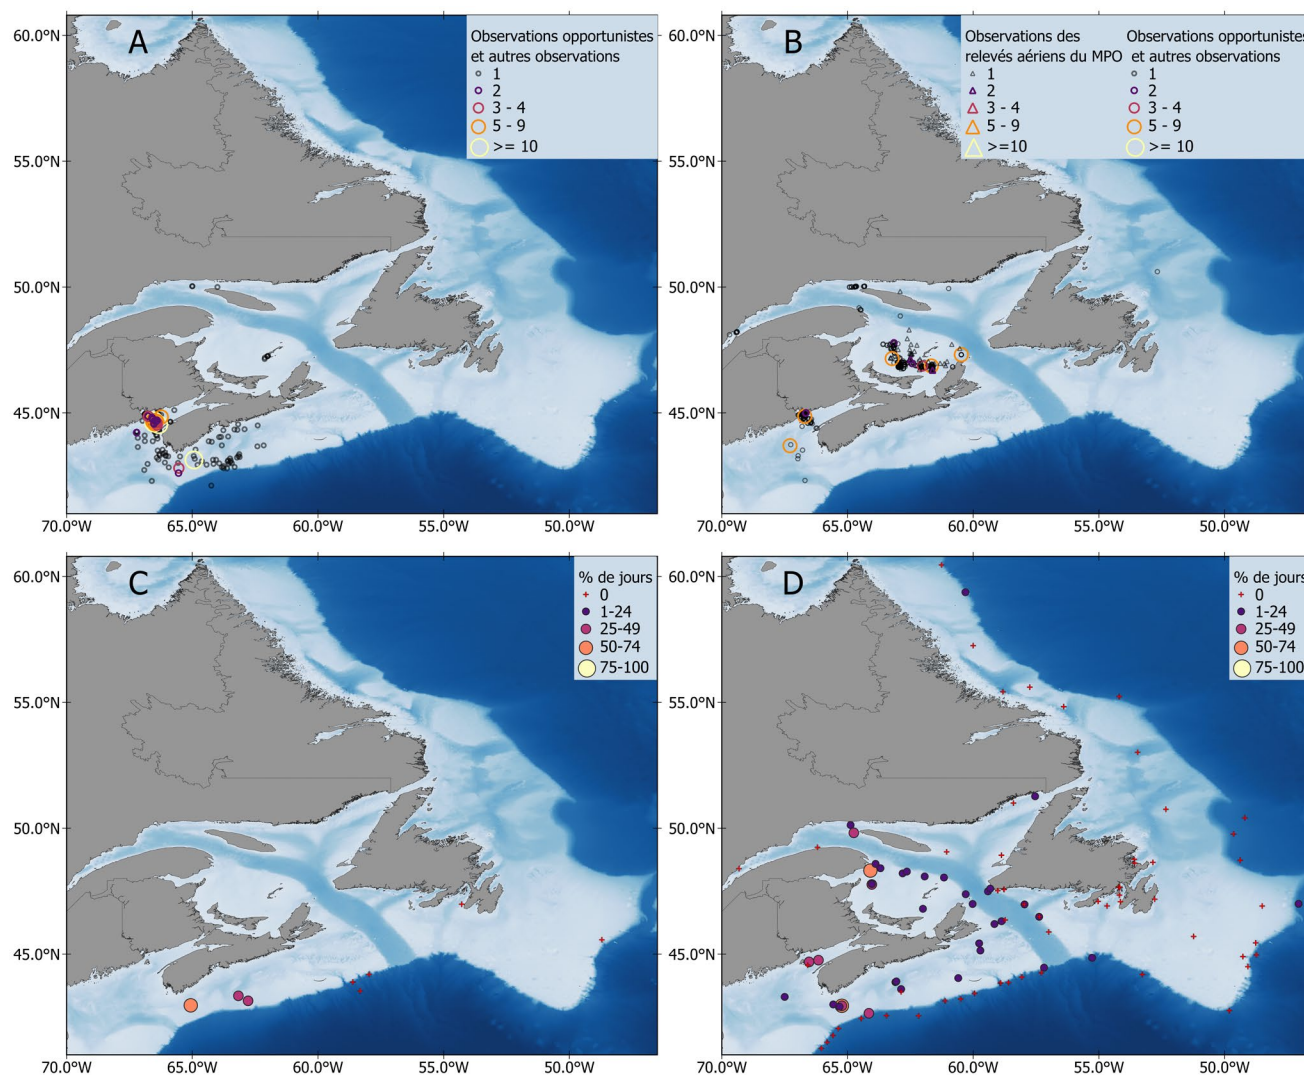 A
Observations opportunistes
et autres observations
1
2
3 - 4
5 - 9
>= 10
60.0°N
55.0°N
50.0°N
45.0°N
70.0°W
65.0°W
60.0°W
55.0°W
50.0°W
B
Observations des
relevés aériens du MPO
1
2
3 - 4
5 - 9
>=10
Observations opportunistes
et autres observations
1
2
3 - 4
5 - 9
>= 10
60.0°N
55.0°N
50.0°N
45.0°N
70.0°W
65.0°W
60.0°W
55.0°W
50.0°W
C
% de jours
0
1-24
25-49
50-74
75-100
60.0°N
55.0°N
50.0°N
45.0°N
70.0°W
65.0°W
60.0°W
55.0°W
50.0°W
D
% de jours
0
1-24
25-49
50-74
75-100
60.0°N
55.0°N
50.0°N
45.0°N
70.0°W
65.0°W
60.0°W
55.0°W
50.0°W